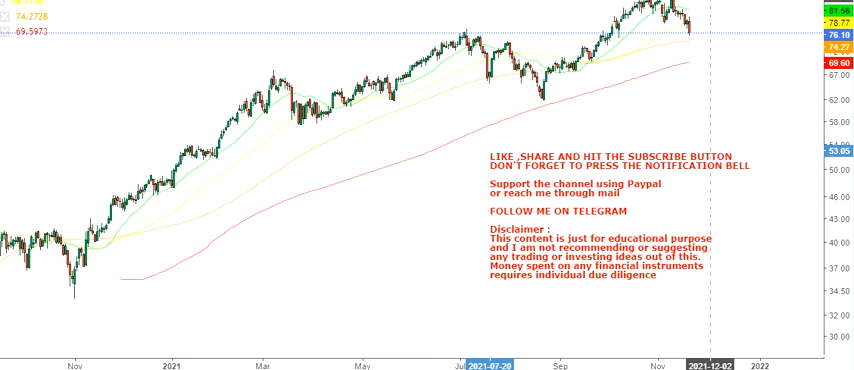 74.2728
69.5973
81.56
78.77
76.10
74.27
69.60
67.00
62.00
58.00
53.05
50.00
46.00
43.00
40.00
37.00
34.50
32.00
30.00
LIKE ,SHARE AND HIT THE SUBSCRIBE BUTTON
DON'T FORGET TO PRESS THE NOTIFICATION BELL
Support the channel using Paypal
or reach me through mail
FOLLOW ME ON TELEGRAM
Disclaimer :
This content is just for educational purpose
and I am not recommending or suggesting
any trading or investing ideas out of this.
Money spent on any financial instruments
requires individual due diligence
Nov 2021 Mar May Jul 2021-07-20 Sep Nov 2021-12-02 2022